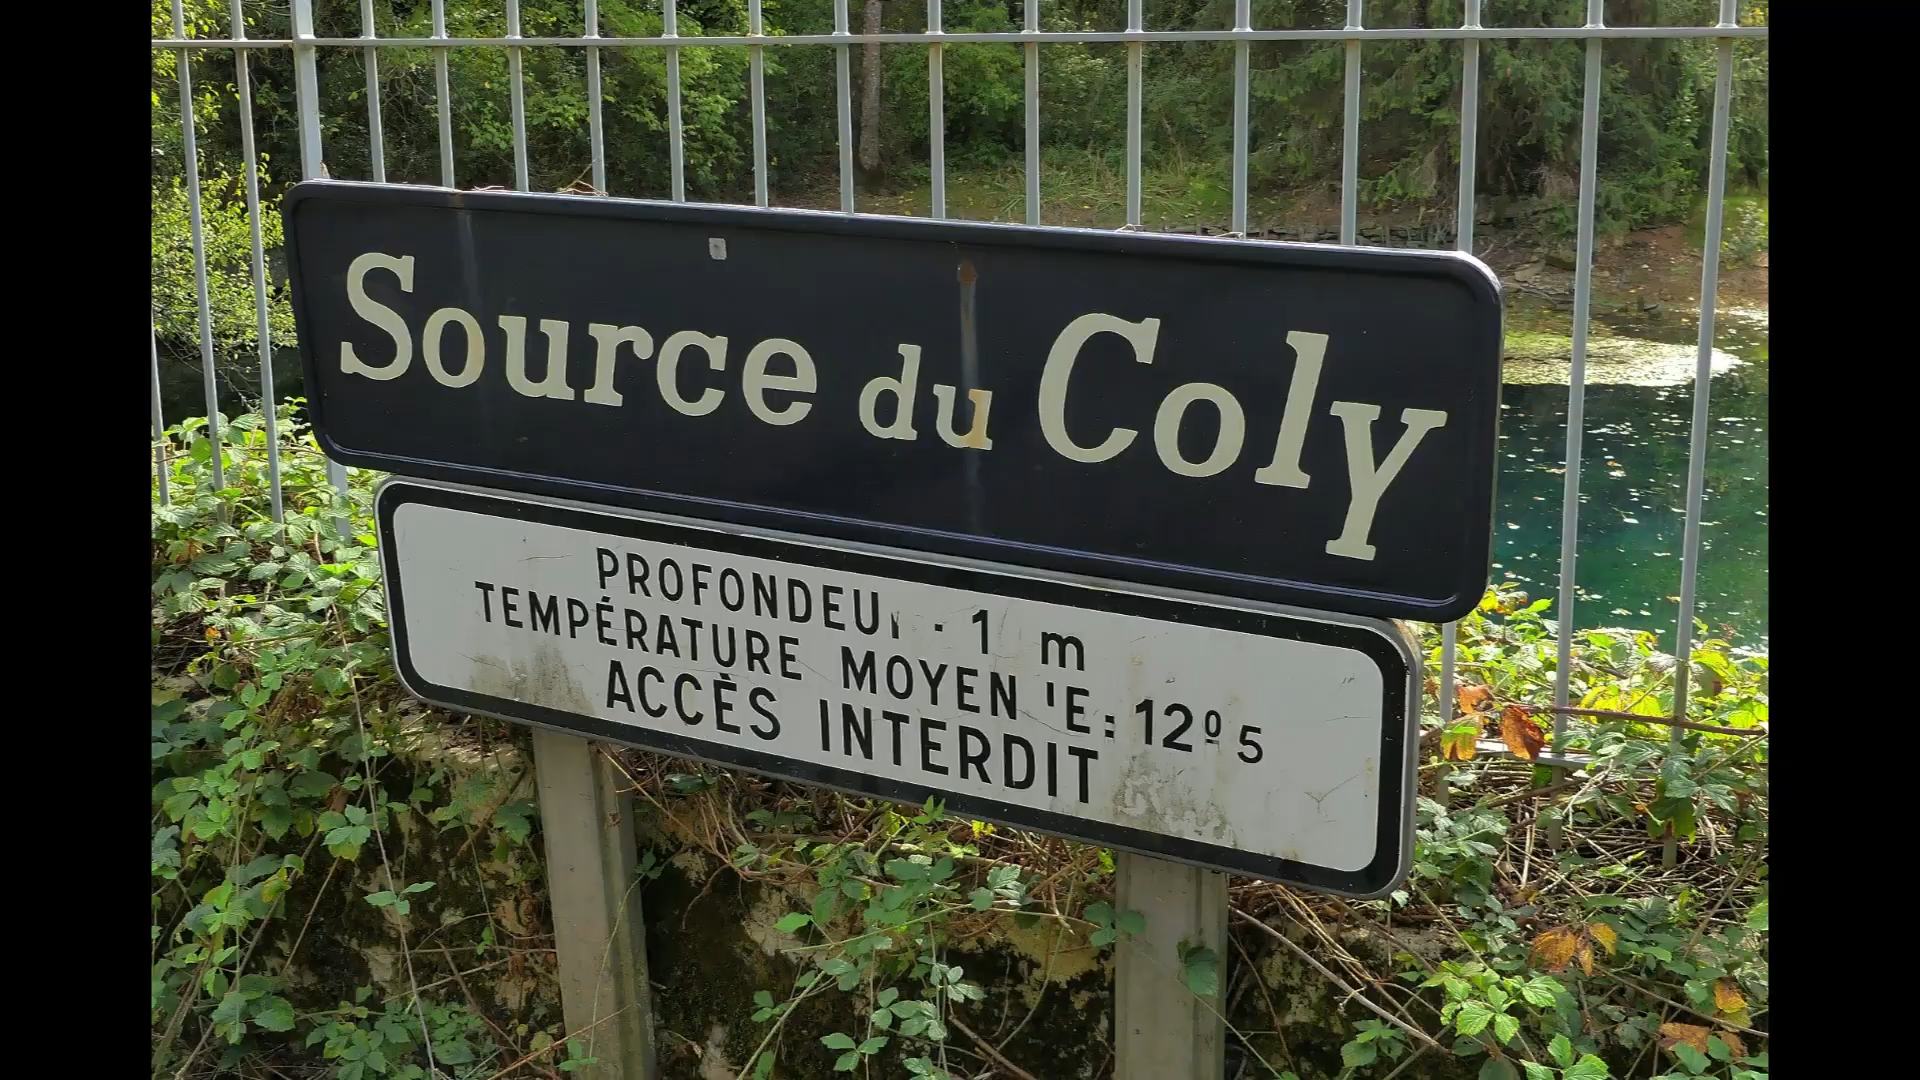 Source du Coly
PROFONDEU 1 m
TEMPÉRATURE MOYEN E: 12º5
ACCÈS INTERDIT